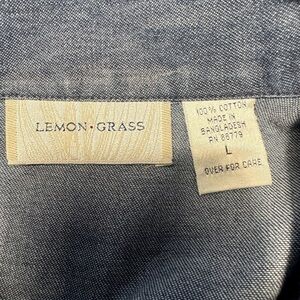 LEMON·GRASS
100% COTTON
MADE IN
BANGLADESH
RN 88779
L
OVER FOR CARE